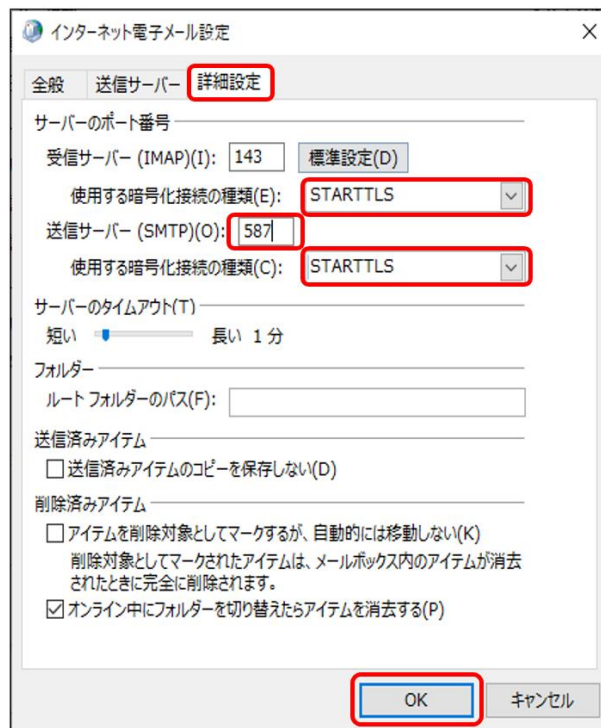 インターネット電子メール設定
全般 送信サーバー 詳細設定
サーバーのポート番号
受信サーバー (IMAP)(I): 143 標準設定(D)
使用する暗号化接続の種類(E): STARTTLS
送信サーバー (SMTP)(O): 587
使用する暗号化接続の種類(C): STARTTLS
サーバーのタイムアウト(T)
短い 長い 1 分
フォルダー
ルート フォルダーのパス(F):
送信済みアイテム
送信済みアイテムのコピーを保存しない(D)
削除済みアイテム
アイテムを削除対象としてマークするが、自動的には移動しない(K)
削除対象としてマークされたアイテムは、メールボックス内のアイテムが消去
されたときに完全に削除されます。
オンライン中にフォルダーを切り替えたらアイテムを消去する(P)
OK キャンセル